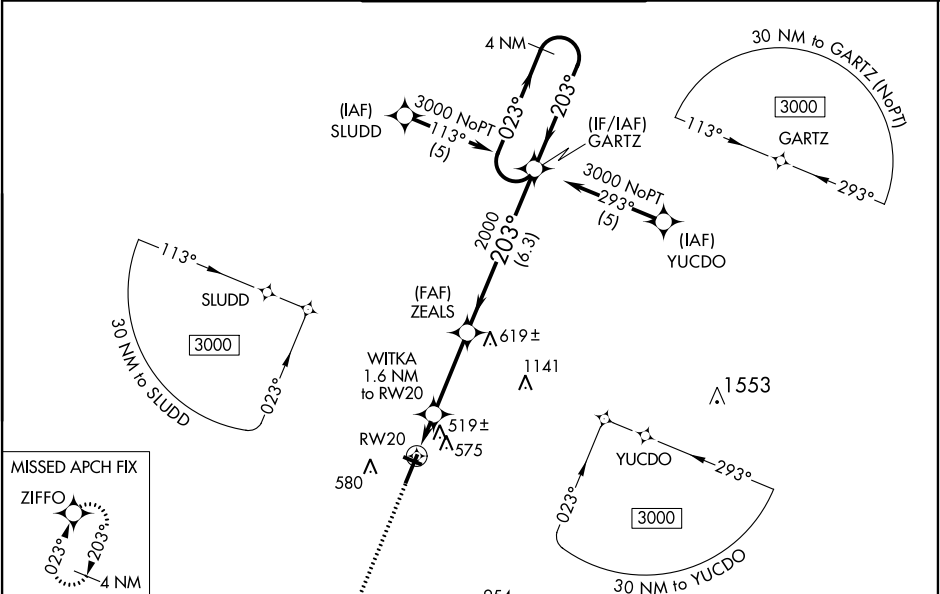 4 NM
023°
203°
(IAF)
SLUDD
3000 NoPT
113°
(5)
(IF/IAF)
GARTZ
3000 NoPT
293°
(5)
(IAF)
YUCDO
30 NM to GARTZ (NoPT)
3000
113°
GARTZ
293°
2000
203°
(6.3)
113°
SLUDD
3000
023°
30 NM to SLUDD
(FAF)
ZEALS
619±
1141
WITKA
1.6 NM
to RW20
519±
575
RW20
580
1553
YUCDO
293°
023°
3000
30 NM to YUCDO
MISSED APCH FIX
ZIFFO
023°
203°
4 NM